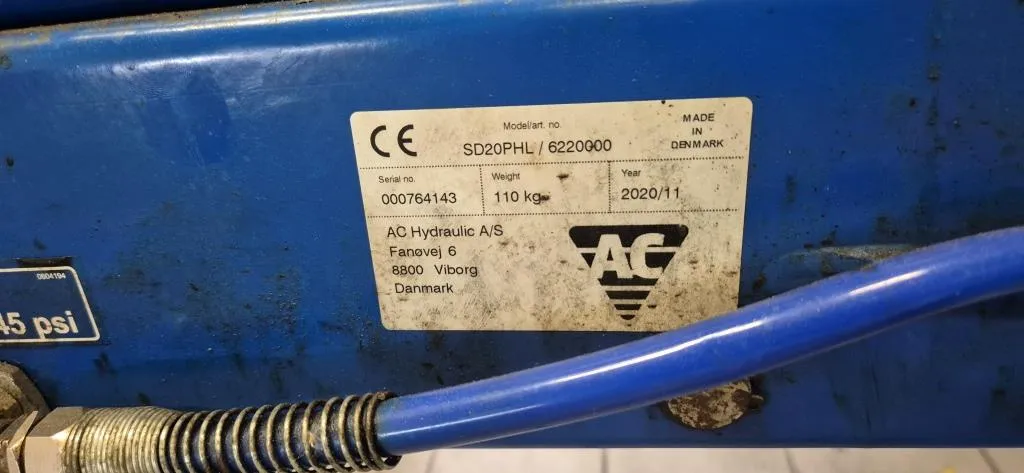 CE
Model/art. no.
SD20PHL / 6220000
MADE
IN
DENMARK
Serial no.
000764143
Weight
110 kg
Year
2020/11
AC Hydraulic A/S
Fanøvej 6
8800 Viborg
Danmark
AC
0804194
45 psi